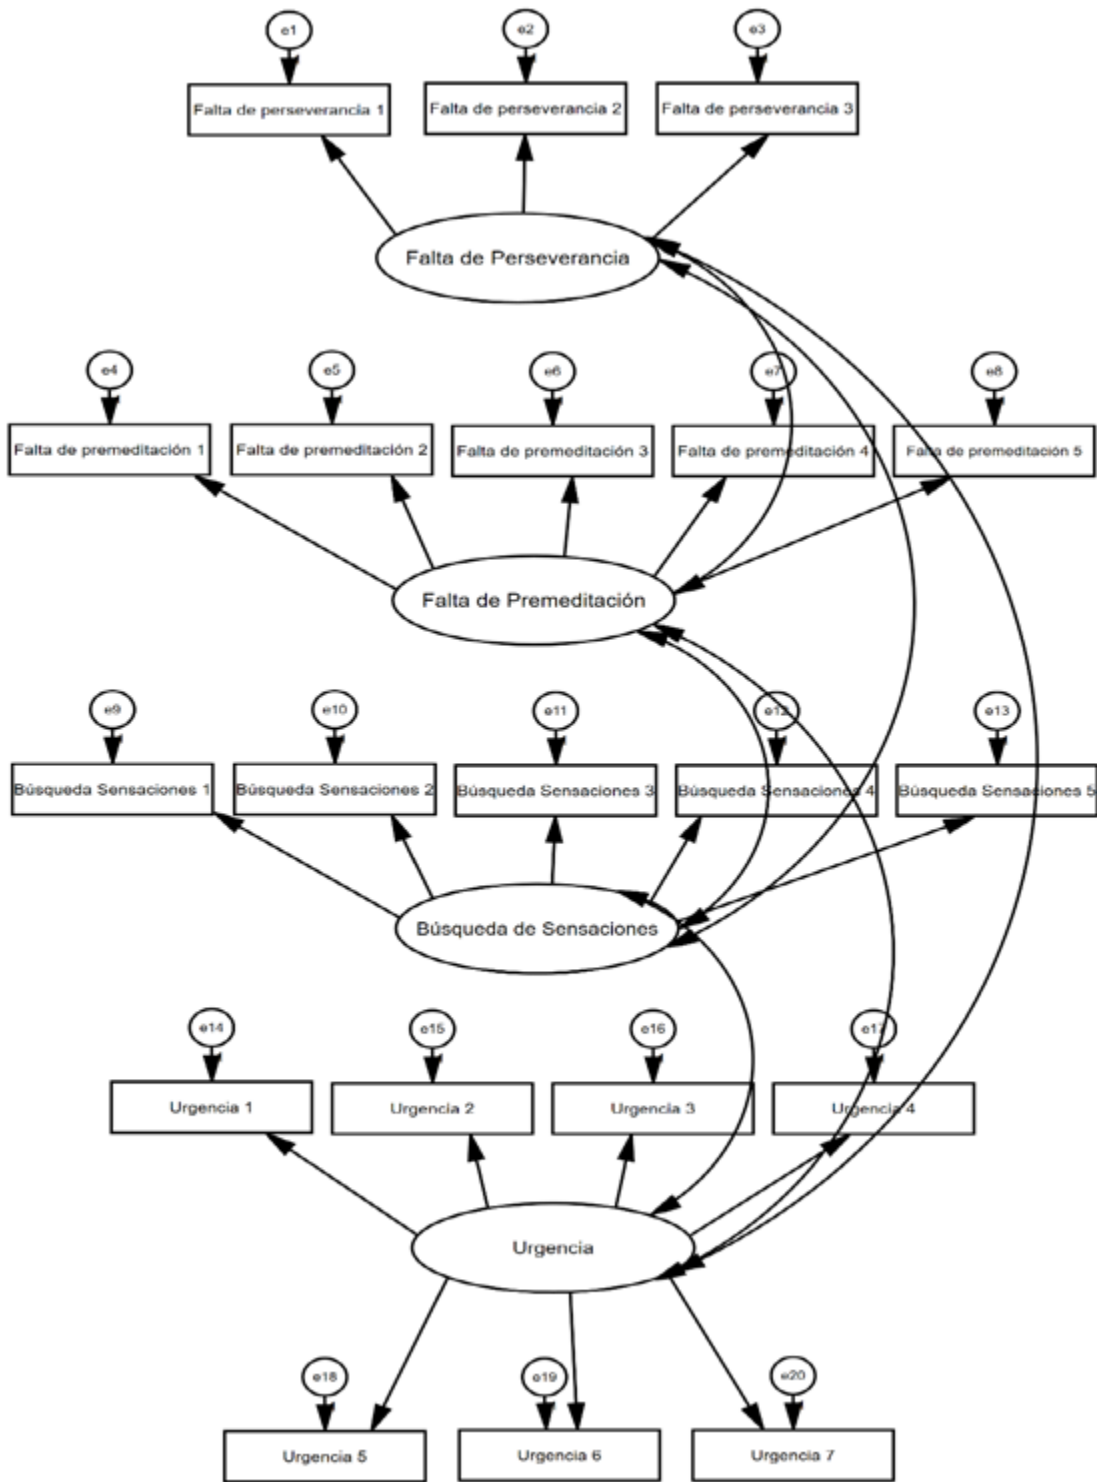 e1
e2
e3
Falta de perseverancia 1
Falta de perseverancia 2
Falta de perseverancia 3
Falta de Perseverancia
e4
e5
e6
e7
e8
Falta de premeditación 1
Falta de premeditación 2
Falta de premeditación 3
Falta de premeditación 4
Falta de premeditación 5
Falta de Premeditación
e9
e10
e11
e12
e13
Búsqueda Sensaciones 1
Búsqueda Sensaciones 2
Búsqueda Sensaciones 3
Búsqueda Sensaciones 4
Búsqueda Sensaciones 5
Búsqueda de Sensaciones
e14
e15
e16
e17
Urgencia 1
Urgencia 2
Urgencia 3
Urgencia 4
Urgencia
e18
e19
e20
Urgencia 5
Urgencia 6
Urgencia 7